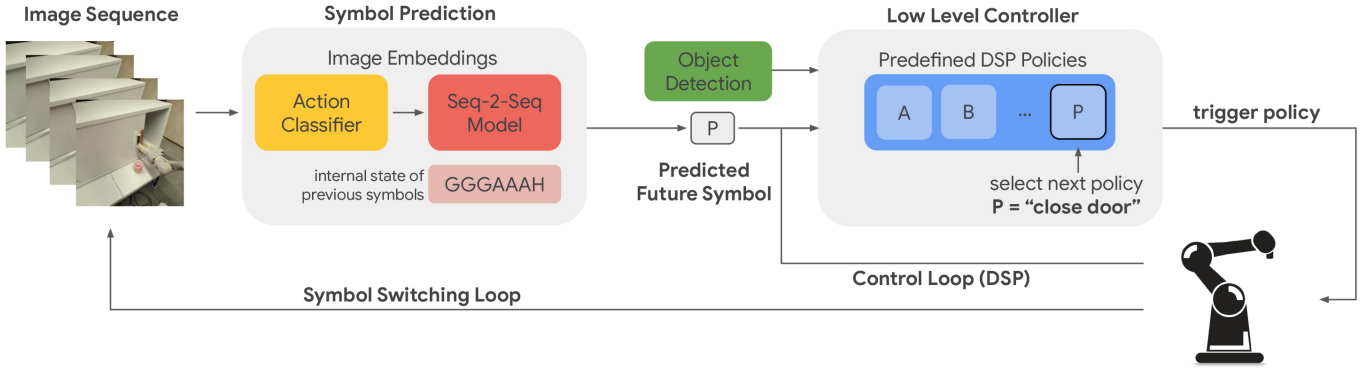 Image Sequence
Symbol Prediction
Image Embeddings
Action
Classifier
Seq-2-Seq
Model
internal state of
previous symbols
GGGAAAH
Object
Detection
P
Predicted
Future Symbol
Low Level Controller
Predefined DSP Policies
A
B
...
P
select next policy
P = “close door”
trigger policy
Control Loop (DSP)
Symbol Switching Loop